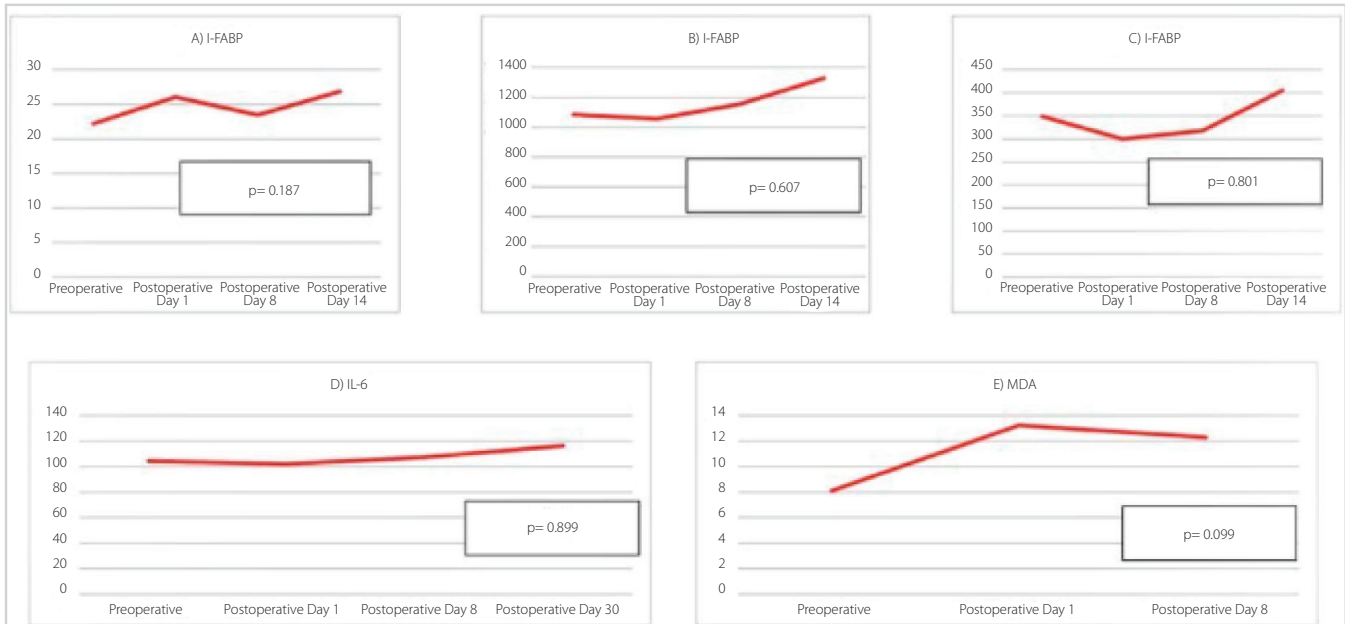 A) I-FABP
30
25
20
15
10
5
0
p= 0.187
Preoperative Postoperative Postoperative Postoperative
Day 1 Day 8 Day 14
B) I-FABP
1400
1200
1000
800
600
400
200
0
p= 0.607
Preoperative Postoperative Postoperative Postoperative
Day 1 Day 8 Day 14
C) I-FABP
450
400
350
300
250
200
150
100
50
0
p= 0.801
Preoperative Postoperative Postoperative Postoperative
Day 1 Day 8 Day 14
D) IL-6
140
120
100
80
60
40
20
0
p= 0.899
Preoperative Postoperative Day 1 Postoperative Day 8 Postoperative Day 30
E) MDA
14
12
10
8
6
4
2
0
p= 0.099
Preoperative Postoperative Day 1 Postoperative Day 8